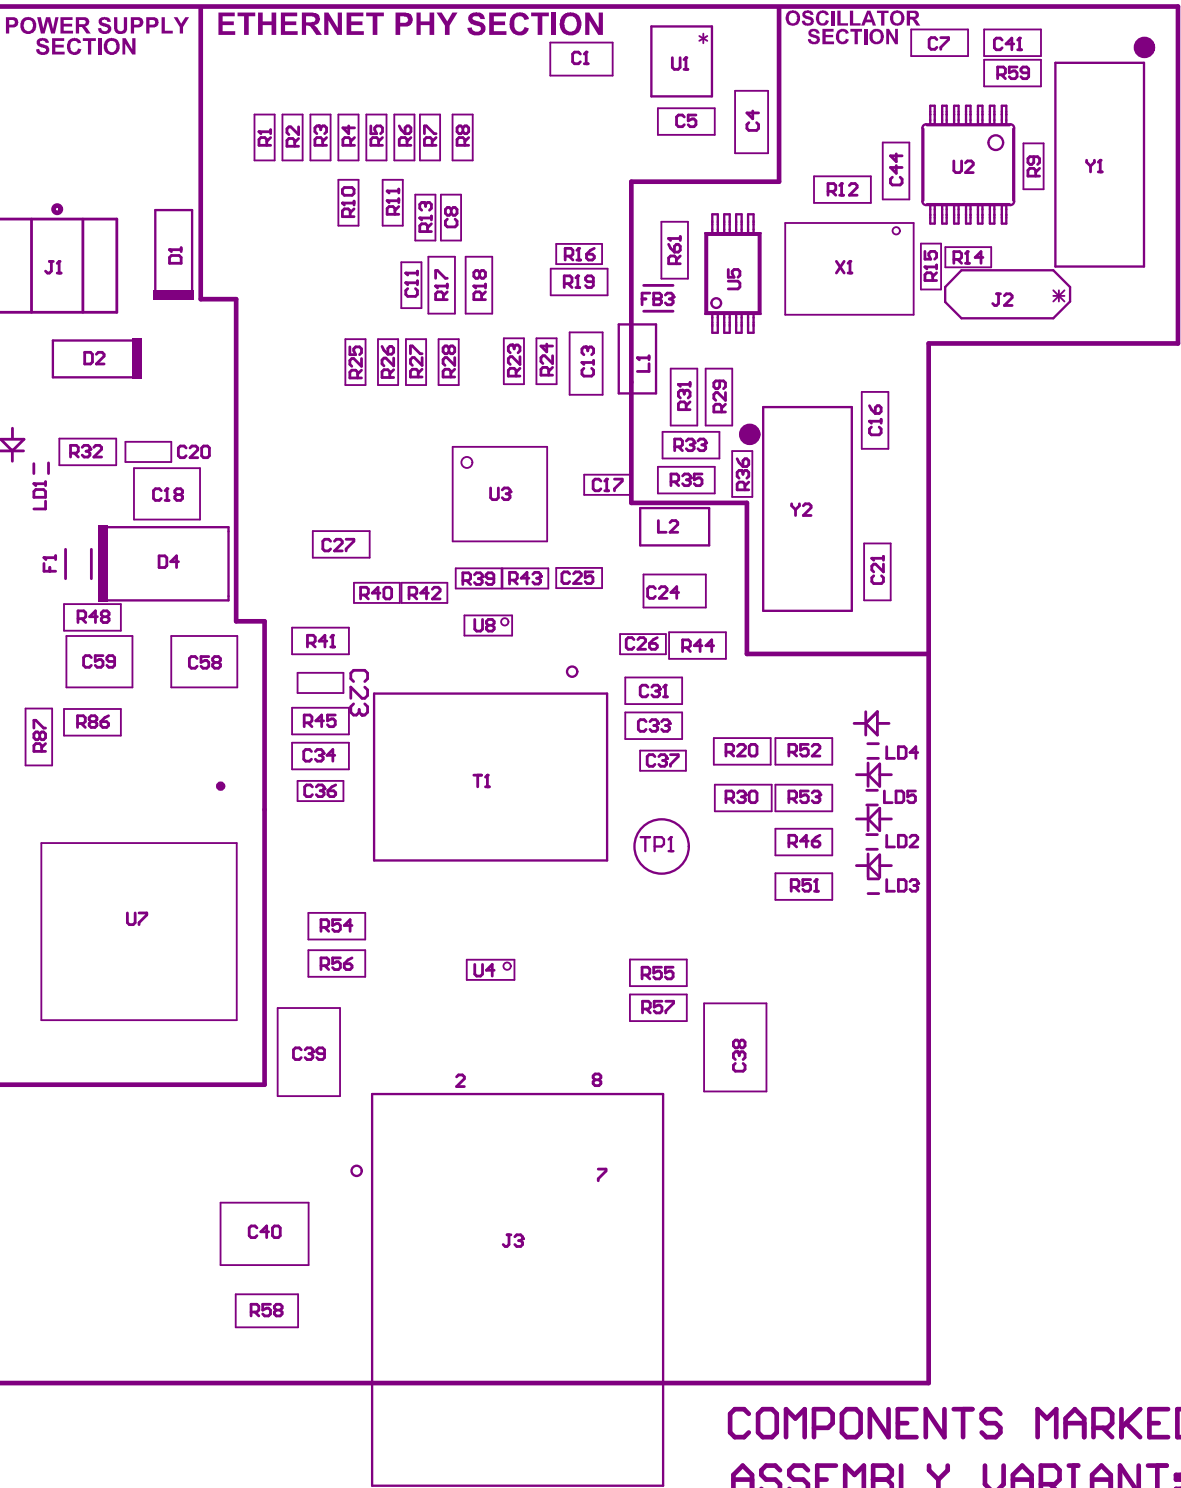 POWER SUPPLY
SECTION
ETHERNET PHY SECTION
OSCILLATOR
SECTION
C1
U1
*
C7
C41
R59
C5
C4
R1
R2
R3
R4
R5
R6
R7
R8
C44
U2
R9
Y1
R10
R11
R13
C8
R12
J1
D1
R16
R19
R61
U5
X1
R15
R14
J2
*
C11
R17
R18
FB3
D2
R25
R26
R27
R28
R23
R24
C13
L1
R31
R29
C16
R32
C20
R33
R36
LD1
C18
U3
C17
R35
Y2
L2
C27
F1
D4
C21
R40
R42
R39
R43
C25
C24
R48
U8
R41
C26
R44
C59
C58
C23
C31
R87
R86
R45
C33
C34
C37
R20
R52
LD4
C36
T1
R30
R53
LD5
TP1
R46
LD2
R51
LD3
U7
R54
R56
U4
R55
R57
C39
C38
2
8
7
C40
J3
R58
COMPONENTS MARKED
ASSEMBLY VARIANT: